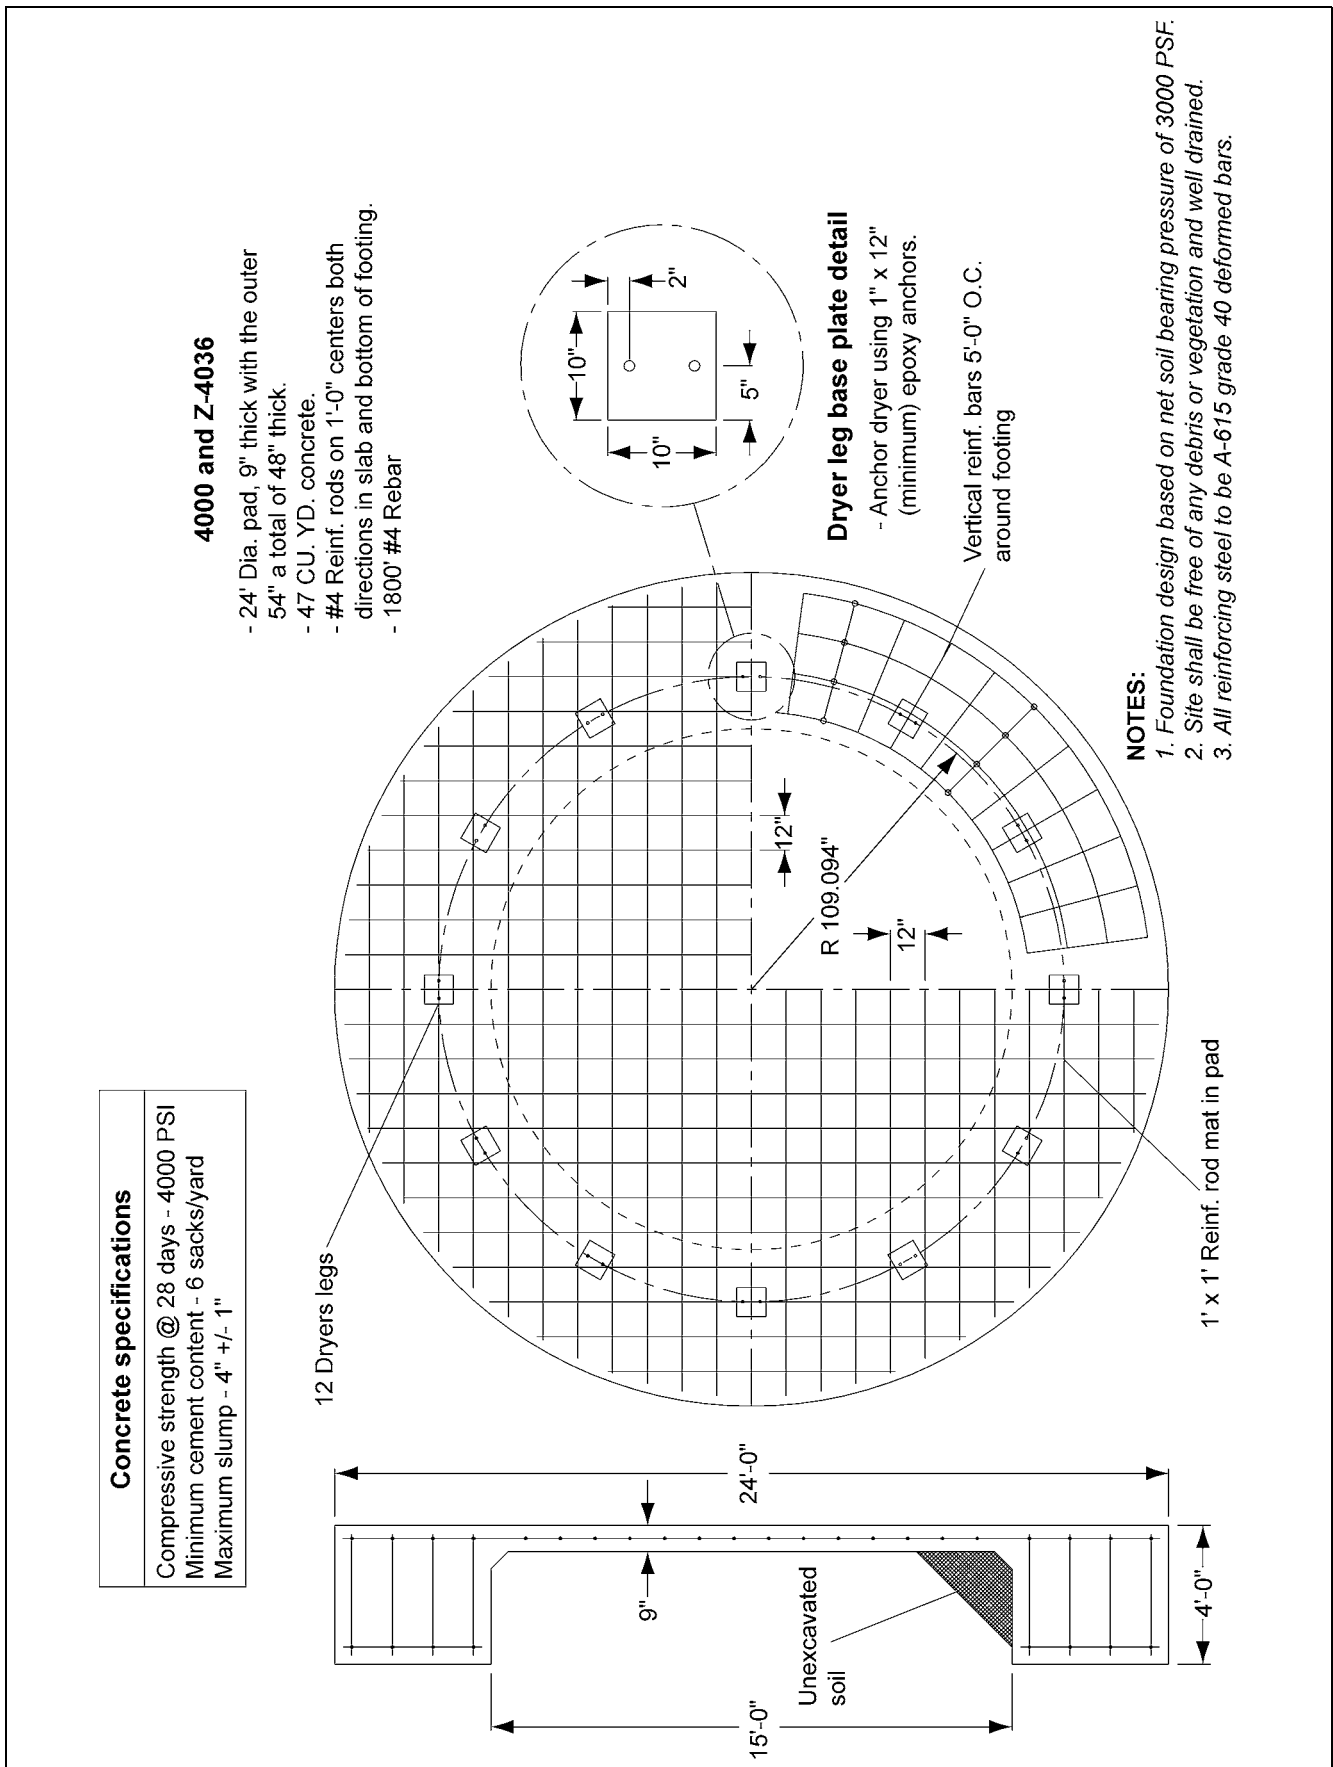 Concrete specifications
Compressive strength @ 28 days - 4000 PSI
Minimum cement content - 6 sacks/yard
Maximum slump - 4" +/- 1"
4000 and Z-4036
- 24' Dia. pad, 9" thick with the outer
54" a total of 48" thick.
- 47 CU. YD. concrete.
- #4 Reinf. rods on 1'-0" centers both
directions in slab and bottom of footing.
- 1800' #4 Rebar
12 Dryers legs
10"
2"
10"
5"
Dryer leg base plate detail
- Anchor dryer using 1" x 12"
(minimum) epoxy anchors.
Vertical reinf. bars 5'-0" O.C.
around footing
12"
R 109.094"
12"
24'-0"
9"
Unexcavated
soil
15'-0"
4'-0"
1' x 1' Reinf. rod mat in pad
NOTES:
1. Foundation design based on net soil bearing pressure of 3000 PSF.
2. Site shall be free of any debris or vegetation and well drained.
3. All reinforcing steel to be A-615 grade 40 deformed bars.